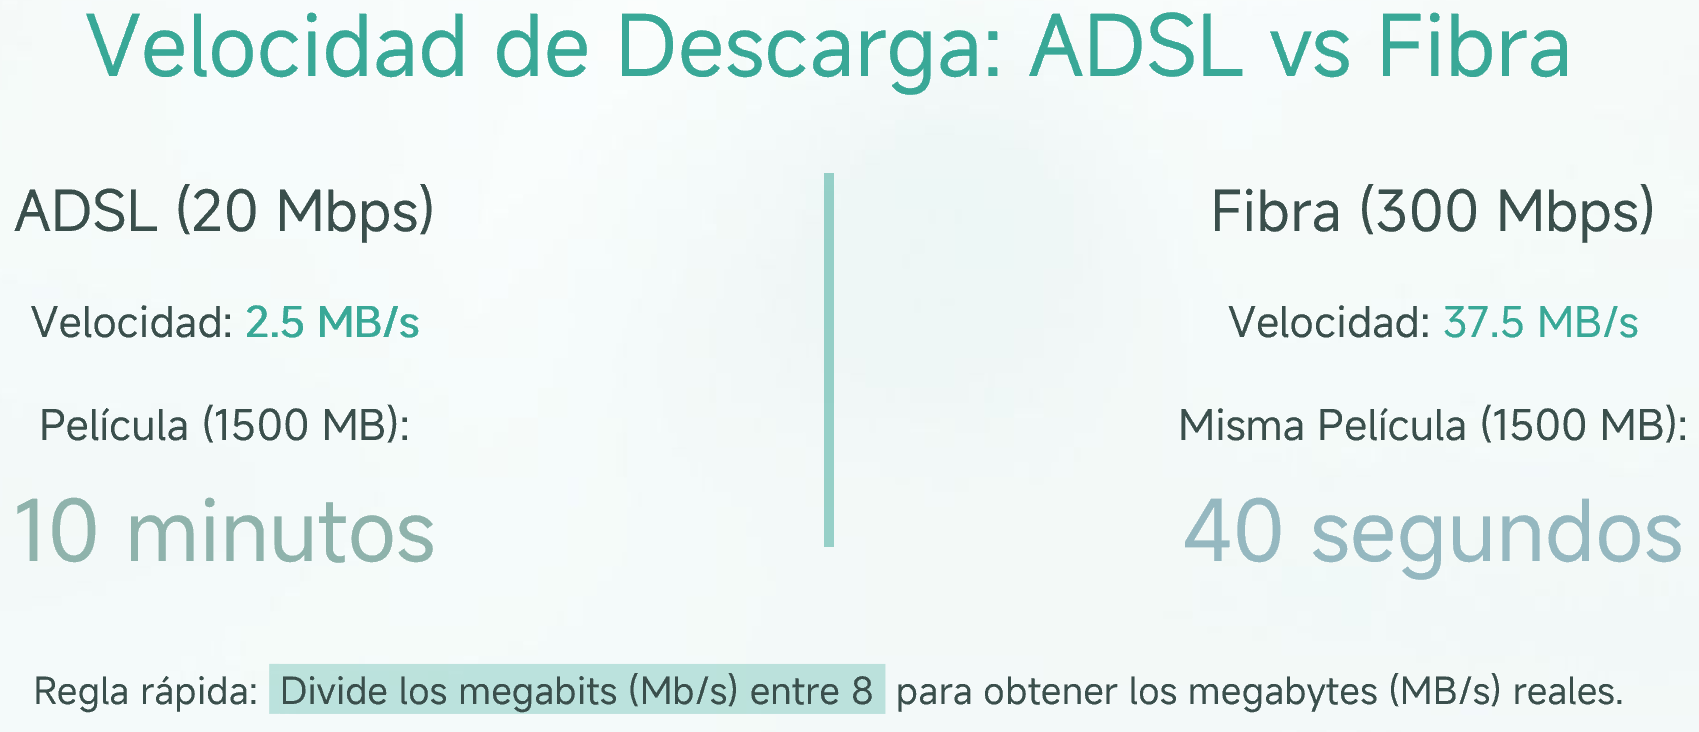 Velocidad de Descarga: ADSL vs Fibra
ADSL (20 Mbps)
Velocidad: 2.5 MB/s
Película (1500 MB):
10 minutos
Fibra (300 Mbps)
Velocidad: 37.5 MB/s
Misma Película (1500 MB):
40 segundos
Regla rápida: Divide los megabits (Mb/s) entre 8 para obtener los megabytes (MB/s) reales.